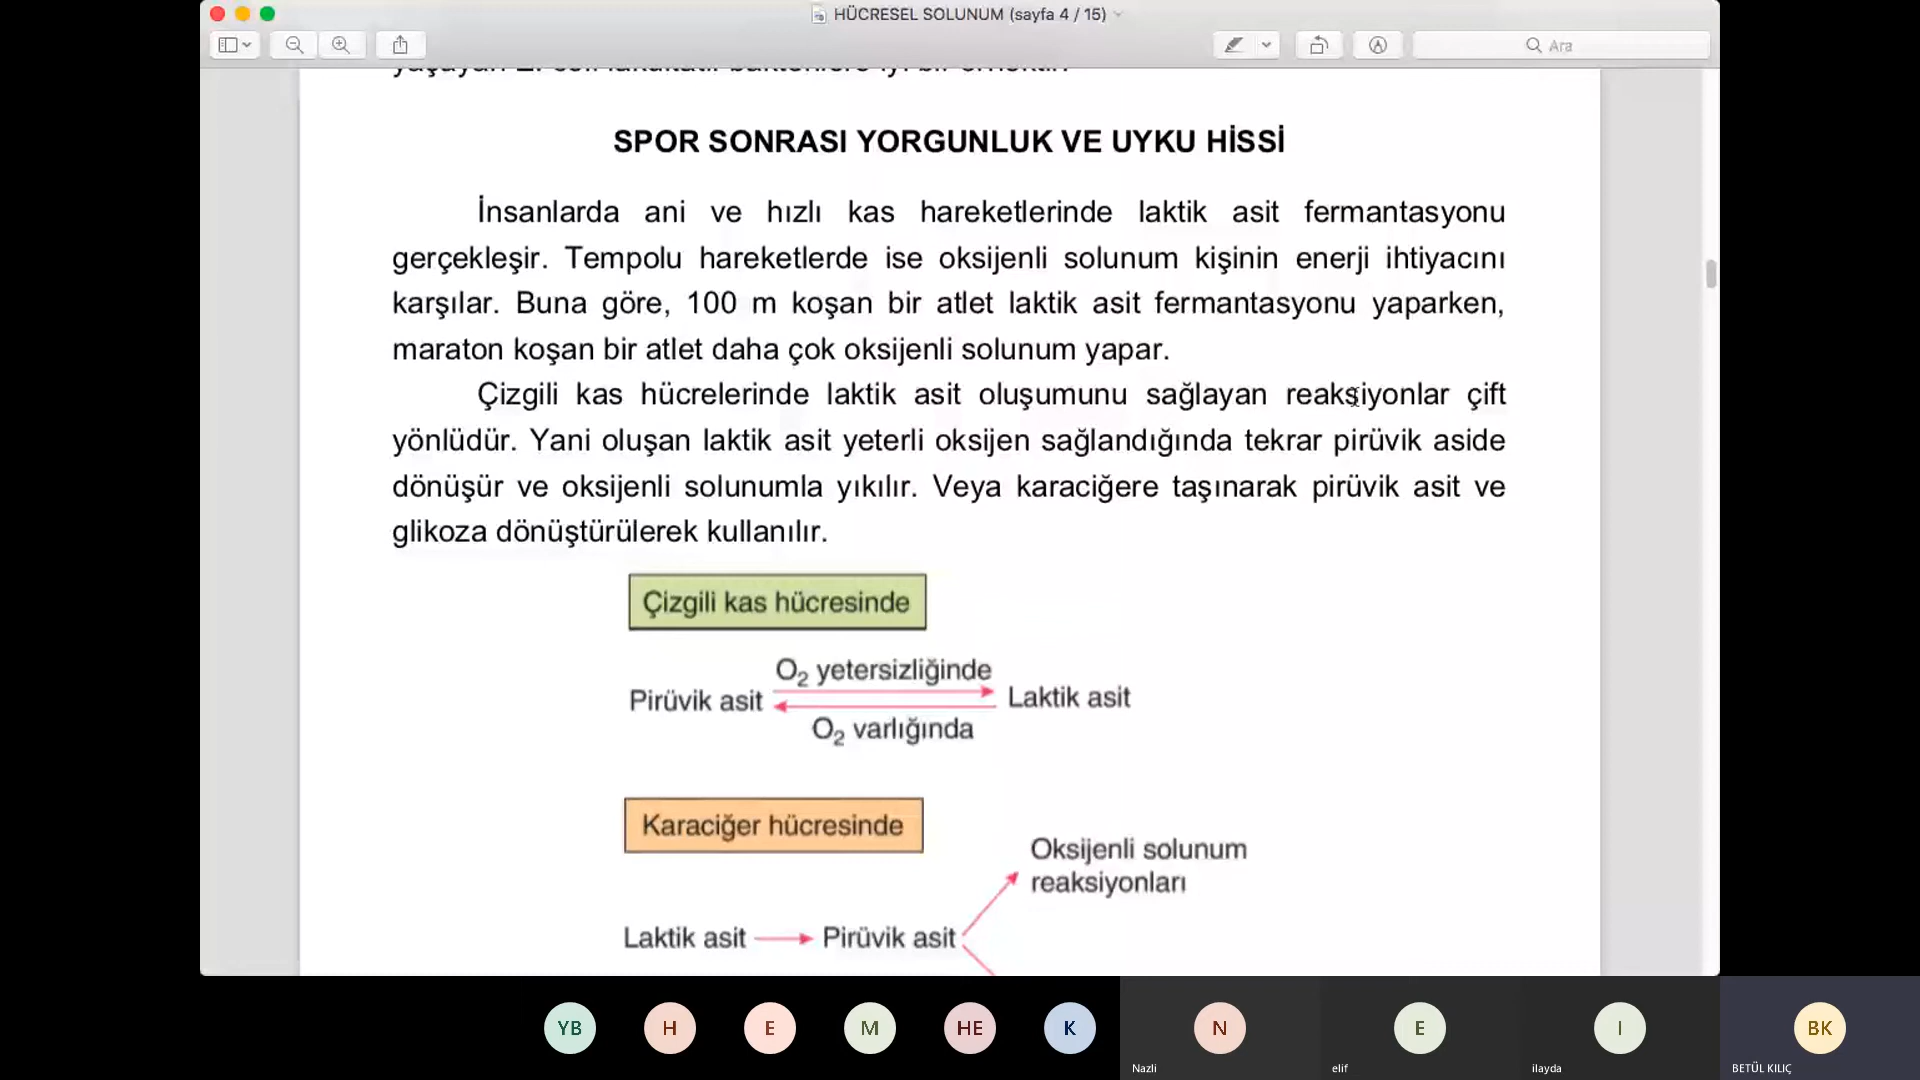 HÜCRESEL SOLUNUM (sayfa 4 / 15)
Ara
SPOR SONRASI YORGUNLUK VE UYKU HİSSİ
İnsanlarda ani ve hızlı kas hareketlerinde laktik asit fermantasyonu
gerçekleşir. Tempolu hareketlerde ise oksijenli solunum kişinin enerji ihtiyacını
karşılar. Buna göre, 100 m koşan bir atlet laktik asit fermantasyonu yaparken,
maraton koşan bir atlet daha çok oksijenli solunum yapar.
Çizgili kas hücrelerinde laktik asit oluşumunu sağlayan reaksiyonlar çift
yönlüdür. Yani oluşan laktik asit yeterli oksijen sağlandığında tekrar pirüvik aside
dönüşür ve oksijenli solunumla yıkılır. Veya karaciğere taşınarak pirüvik asit ve
glikoza dönüştürülerek kullanılır.
Çizgili kas hücresinde
O₂ yetersizliğinde
Pirüvik asit Laktik asit
O₂ varlığında
Karaciğer hücresinde
Oksijenli solunum
reaksiyonları
Laktik asit Pirüvik asit
YB H E M HE K N E I BK
Nazli elif ilayda BETÜL KILIÇ